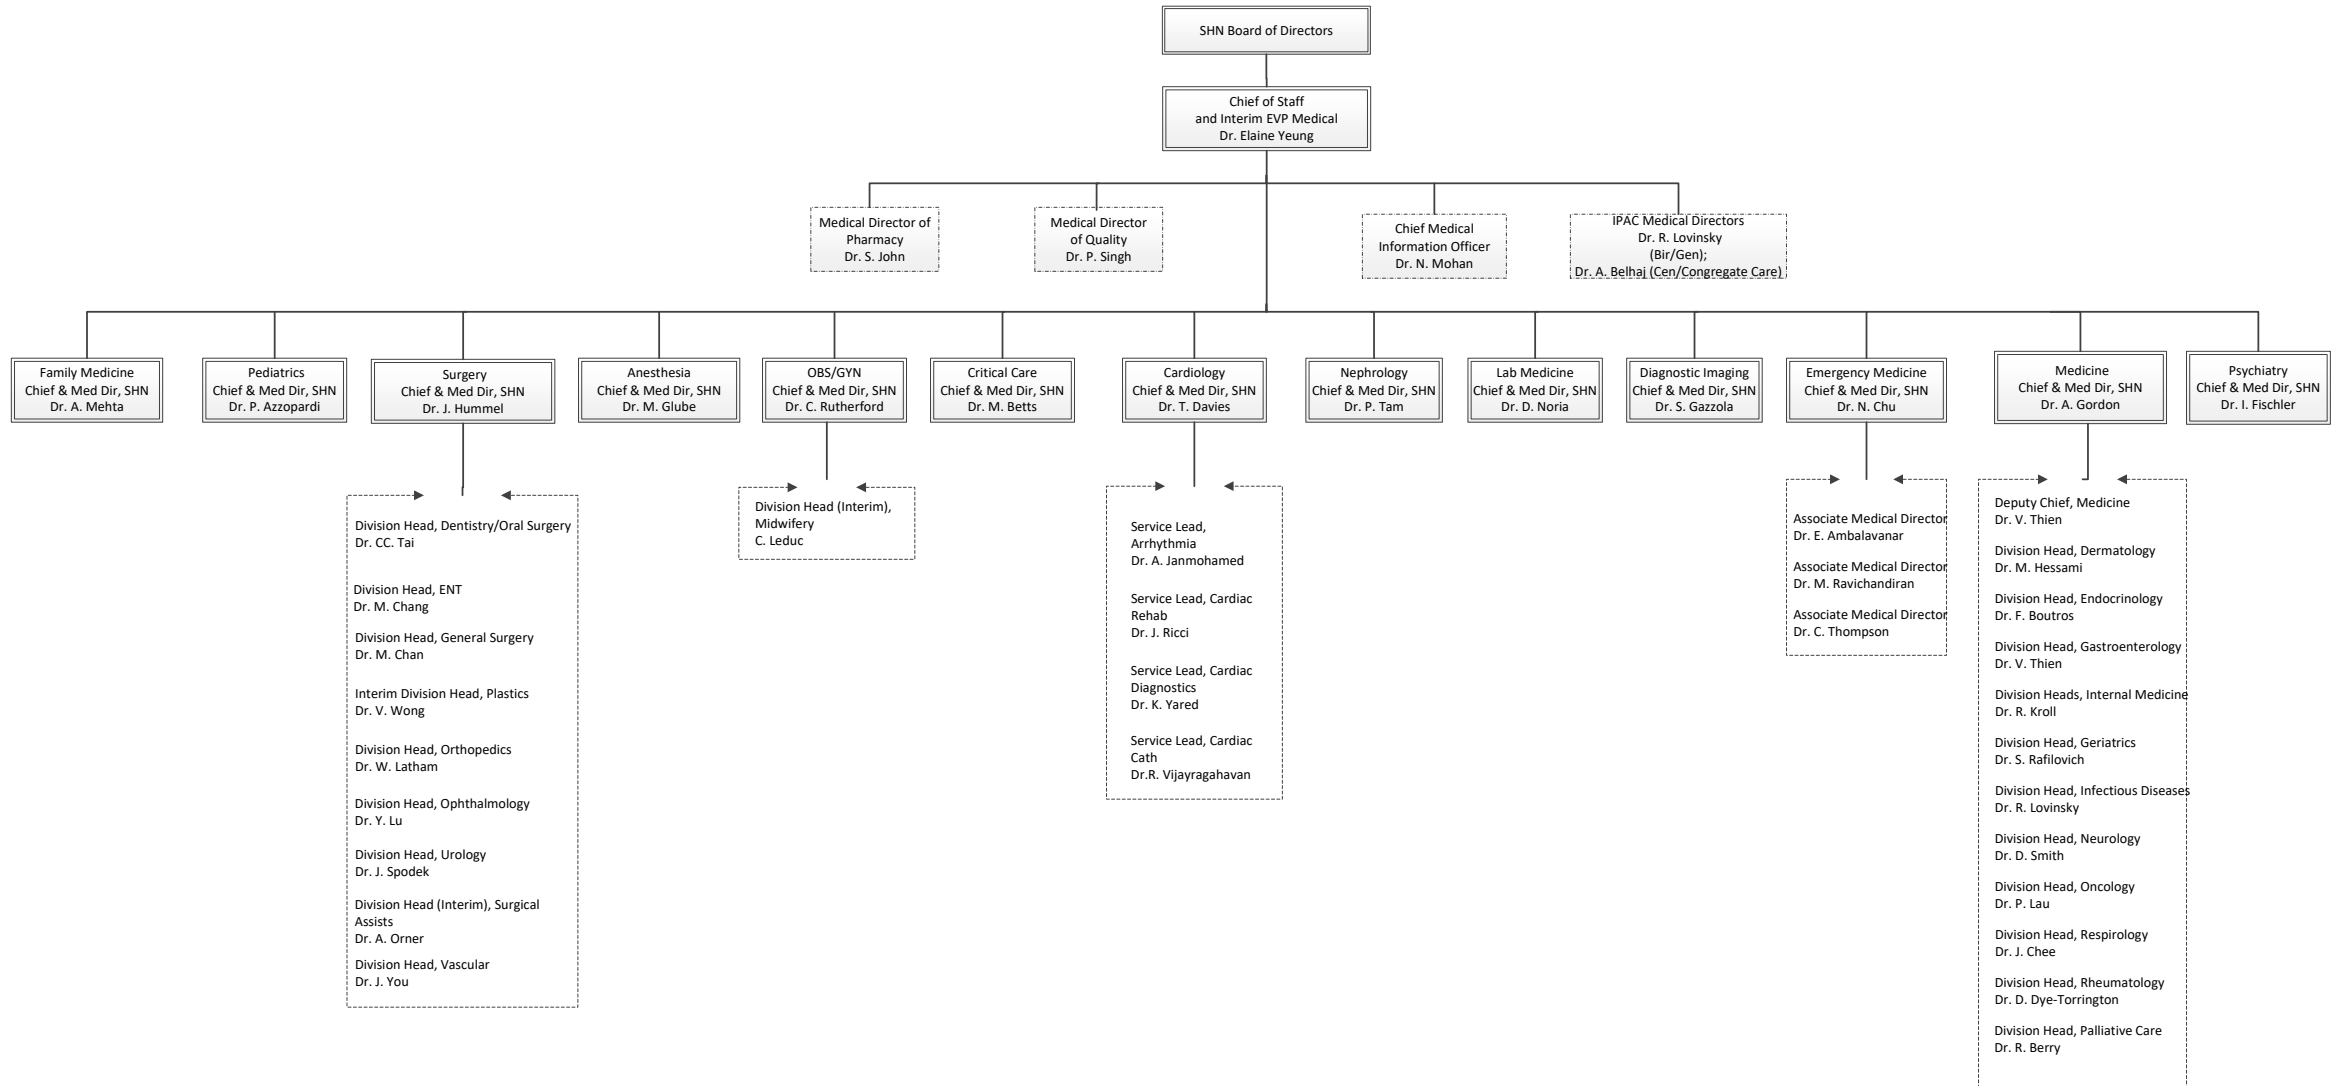 SHN Board of Directors
Chief of Staff
and Interim EVP Medical
Dr. Elaine Yeung
Medical Director of
Pharmacy
Dr. S. John
Medical Director
of Quality
Dr. P. Singh
Chief Medical
Information Officer
Dr. N. Mohan
IPAC Medical Directors
Dr. R. Lovinsky
(Bir/Gen);
Dr. A. Belhaj (Cen/Congregate Care)
Family Medicine
Chief & Med Dir, SHN
Dr. A. Mehta
Pediatrics
Chief & Med Dir, SHN
Dr. P. Azzopardi
Surgery
Chief & Med Dir, SHN
Dr. J. Hummel
Anesthesia
Chief & Med Dir, SHN
Dr. M. Glube
OBS/GYN
Chief & Med Dir, SHN
Dr. C. Rutherford
Critical Care
Chief & Med Dir, SHN
Dr. M. Betts
Cardiology
Chief & Med Dir, SHN
Dr. T. Davies
Nephrology
Chief & Med Dir, SHN
Dr. P. Tam
Lab Medicine
Chief & Med Dir, SHN
Dr. D. Noria
Diagnostic Imaging
Chief & Med Dir, SHN
Dr. S. Gazzola
Emergency Medicine
Chief & Med Dir, SHN
Dr. N. Chu
Medicine
Chief & Med Dir, SHN
Dr. A. Gordon
Psychiatry
Chief & Med Dir, SHN
Dr. I. Fischler
Division Head, Dentistry/Oral Surgery
Dr. CC. Tai
Division Head, ENT
Dr. M. Chang
Division Head, General Surgery
Dr. M. Chan
Interim Division Head, Plastics
Dr. V. Wong
Division Head, Orthopedics
Dr. W. Latham
Division Head, Ophthalmology
Dr. Y. Lu
Division Head, Urology
Dr. J. Spodek
Division Head (Interim), Surgical
Assists
Dr. A. Orner
Division Head, Vascular
Dr. J. You
Division Head (Interim),
Midwifery
C. Leduc
Service Lead,
Arrhythmia
Dr. A. Janmohamed
Service Lead, Cardiac
Rehab
Dr. J. Ricci
Service Lead, Cardiac
Diagnostics
Dr. K. Yared
Service Lead, Cardiac
Cath
Dr.R. Vijayragahavan
Associate Medical Director
Dr. E. Ambalavanar
Associate Medical Director
Dr. M. Ravichandiran
Associate Medical Director
Dr. C. Thompson
Deputy Chief, Medicine
Dr. V. Thien
Division Head, Dermatology
Dr. M. Hessami
Division Head, Endocrinology
Dr. F. Boutros
Division Head, Gastroenterology
Dr. V. Thien
Division Heads, Internal Medicine
Dr. R. Kroll
Division Head, Geriatrics
Dr. S. Rafilovich
Division Head, Infectious Diseases
Dr. R. Lovinsky
Division Head, Neurology
Dr. D. Smith
Division Head, Oncology
Dr. P. Lau
Division Head, Respirology
Dr. J. Chee
Division Head, Rheumatology
Dr. D. Dye-Torrington
Division Head, Palliative Care
Dr. R. Berry